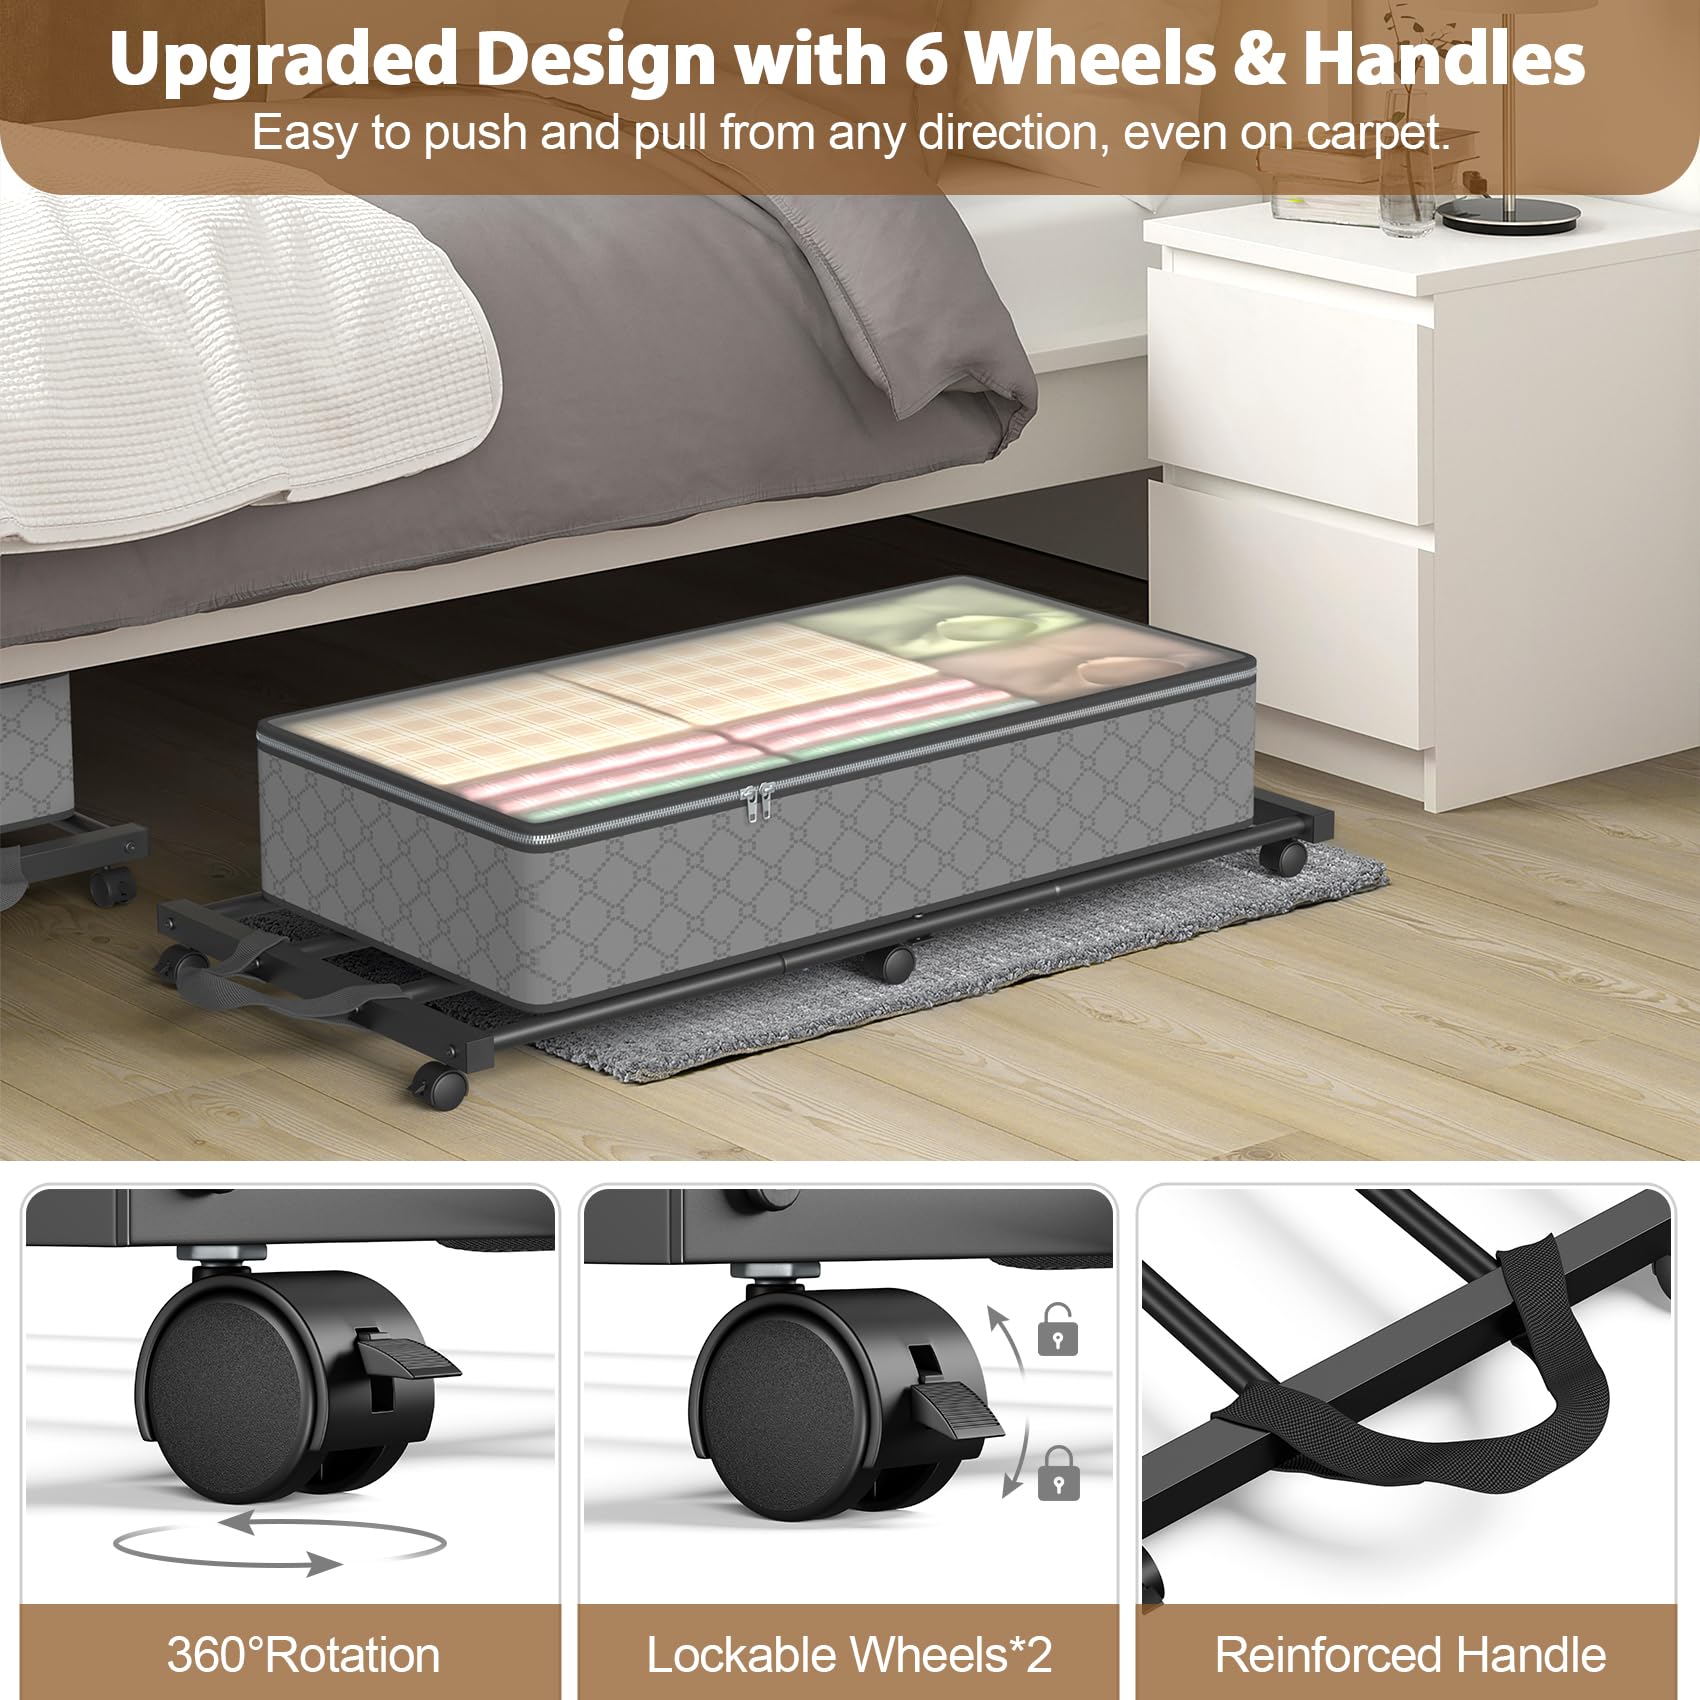 Upgraded Design with 6 Wheels & Handles
Easy to push and pull from any direction, even on carpet.
360°Rotation
Lockable Wheels*2
Reinforced Handle